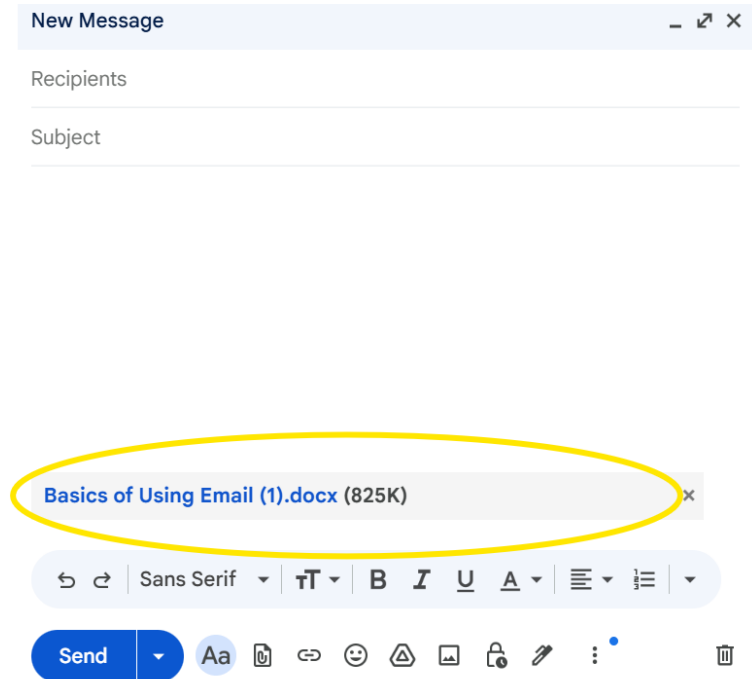 New Message
Recipients
Subject
Basics of Using Email (1).docx (825K)
Sans Serif
B I U A
Send
Aa